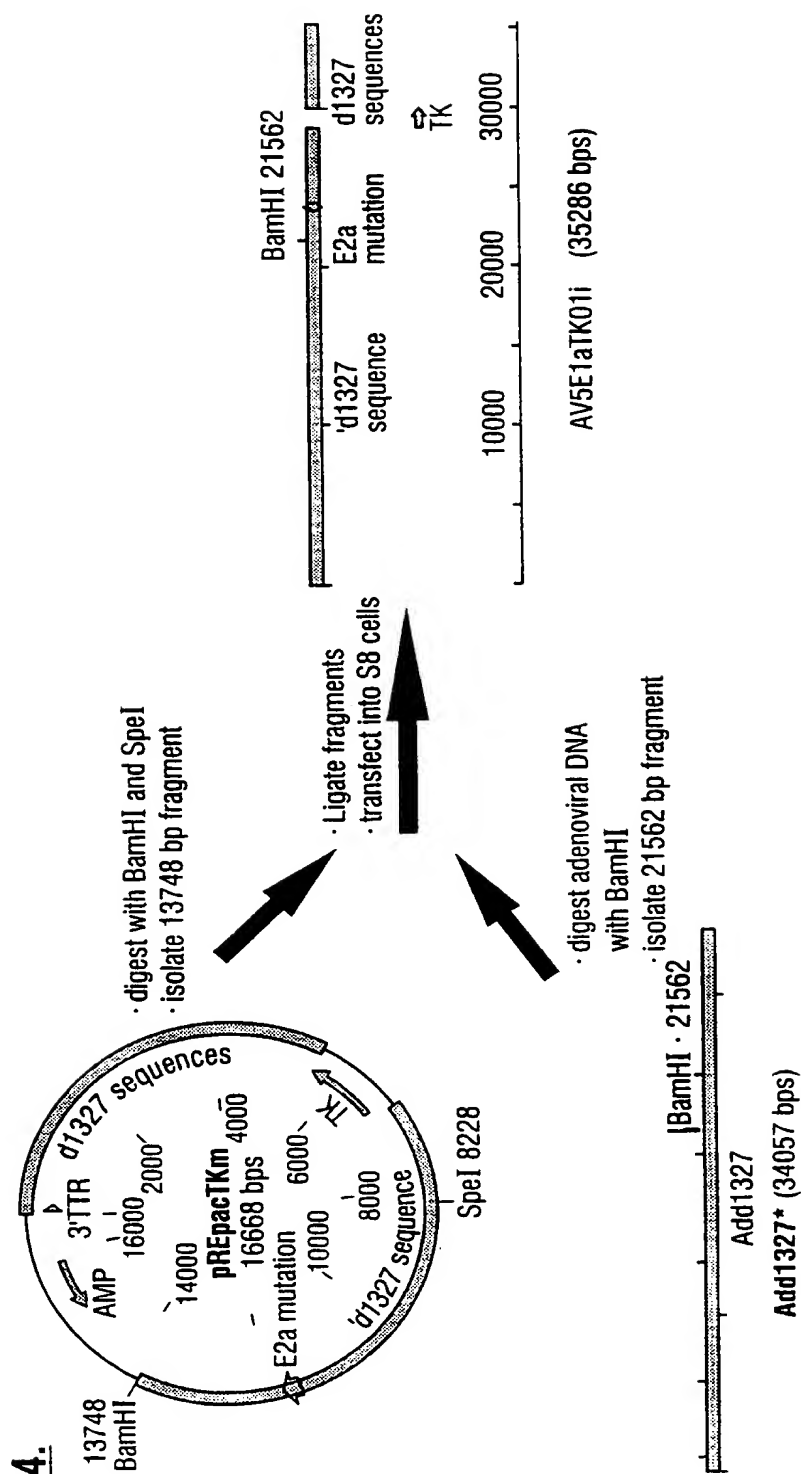 4.
13748
BamHI
AMP
3'TTR
d1327 sequences
16000
2000
14000
4000
pREpacTKm
16668 bps
6000
TK
E2a mutation
10000
8000
'd1327 sequence
SpeI 8228
· digest with BamHI and SpeI
· isolate 13748 bp fragment
BamHI · 21562
Add1327
Add1327* (34057 bps)
· digest adenoviral DNA
with BamHI
· isolate 21562 bp fragment
· Ligate fragments
· transfect into S8 cells
BamHI 21562
'd1327
sequence
E2a
mutation
d1327
sequences
TK
10000
20000
30000
AV5E1aTK01i (35286 bps)